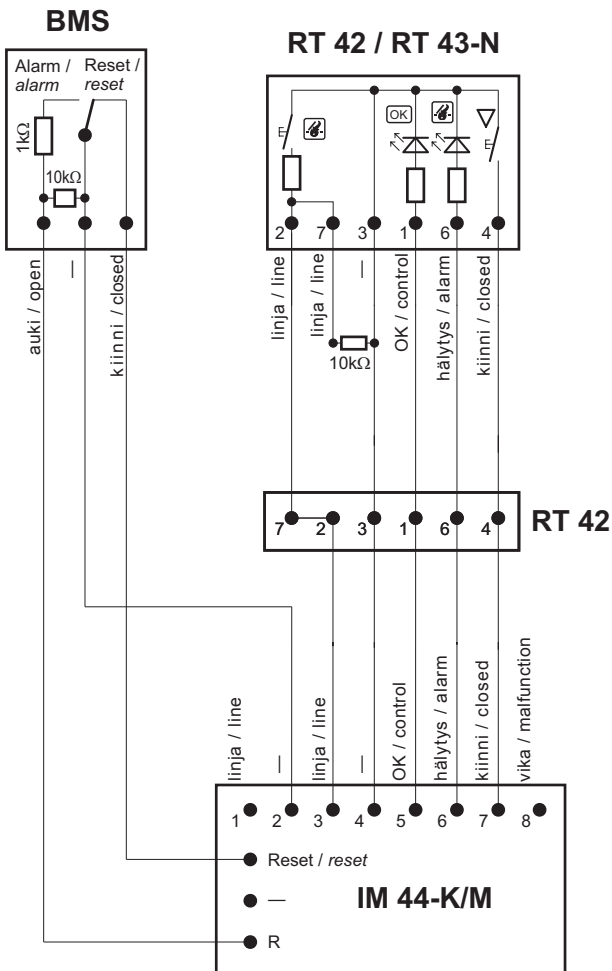 BMS
RT 42 / RT 43-N
Alarm / Reset /
alarm reset
1kΩ
10kΩ
OK
2 7 3 1 6 4
auki / open
—
kiinni / closed
linja / line
linja / line
—
OK / control
hälytys / alarm
kiinni / closed
10kΩ
7 2 3 1 6 4
RT 42
linja / line
—
linja / line
—
OK / control
hälytys / alarm
kiinni / closed
vika / malfunction
1 2 3 4 5 6 7 8
Reset / reset
—
IM 44-K/M
R